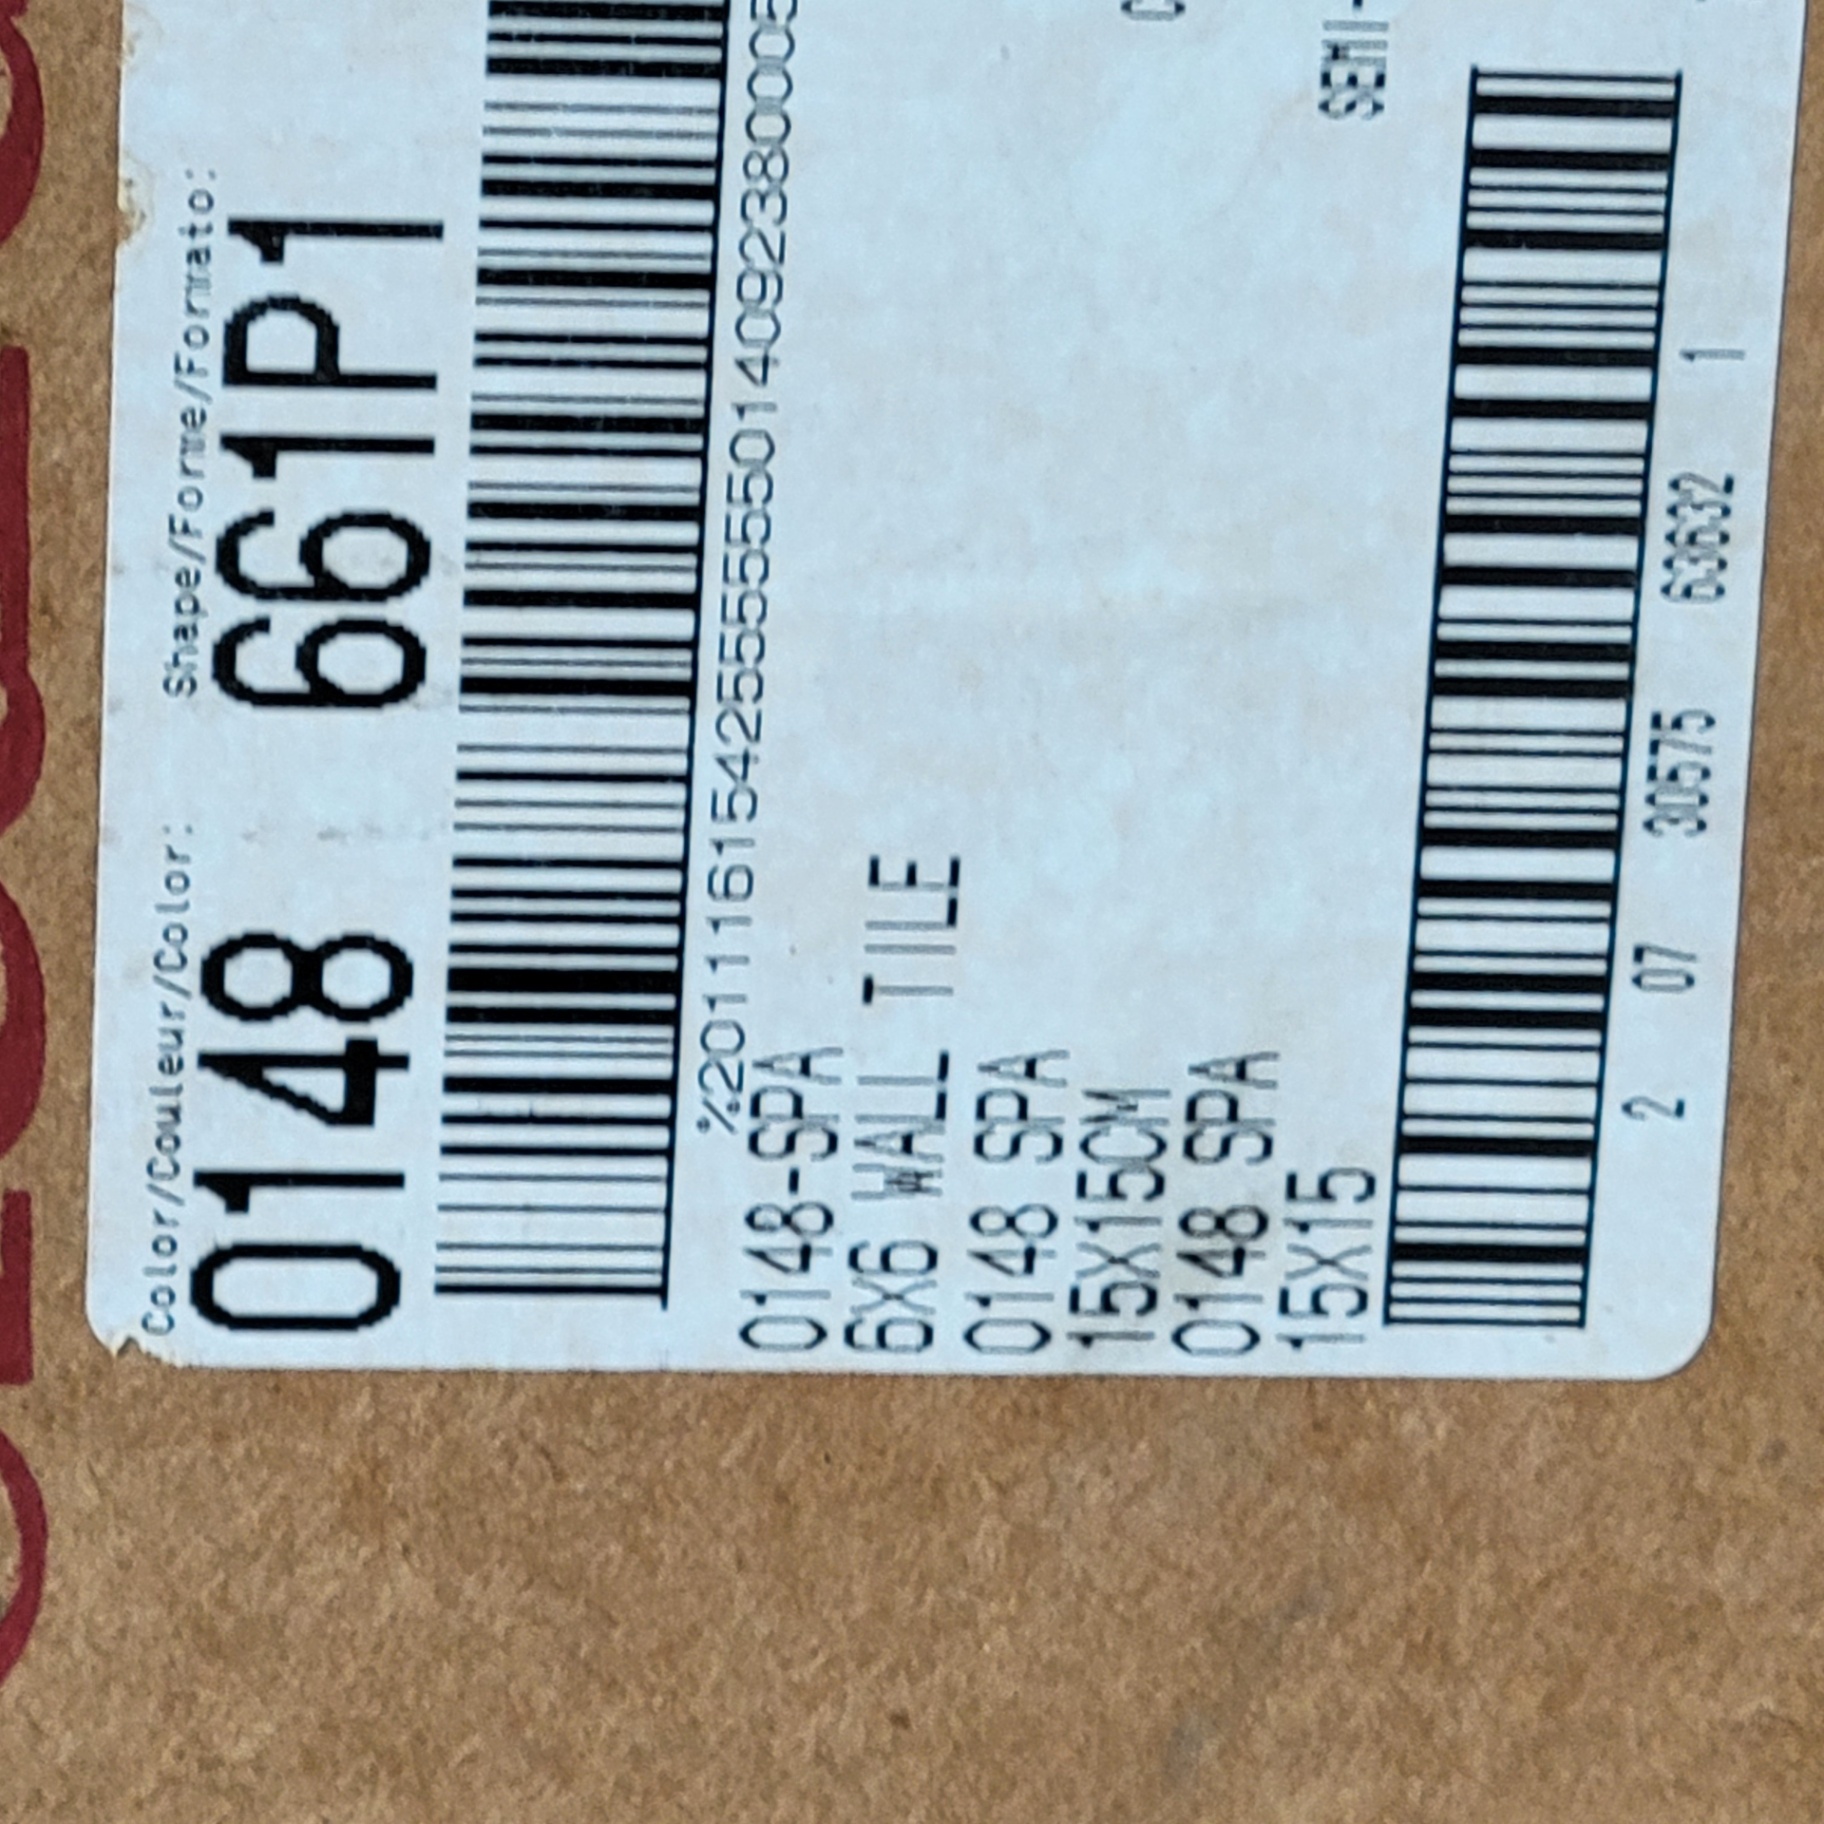 Color/Couleur/Color: Shape/Forme/Formato:
0148 661P1
%2011161542555555014092380005
0148-SPA
6X6 WALL TILE
0148 SPA
15X15CM
0148 SPA
15X15
SEMI-
2 07 30575 63632 1